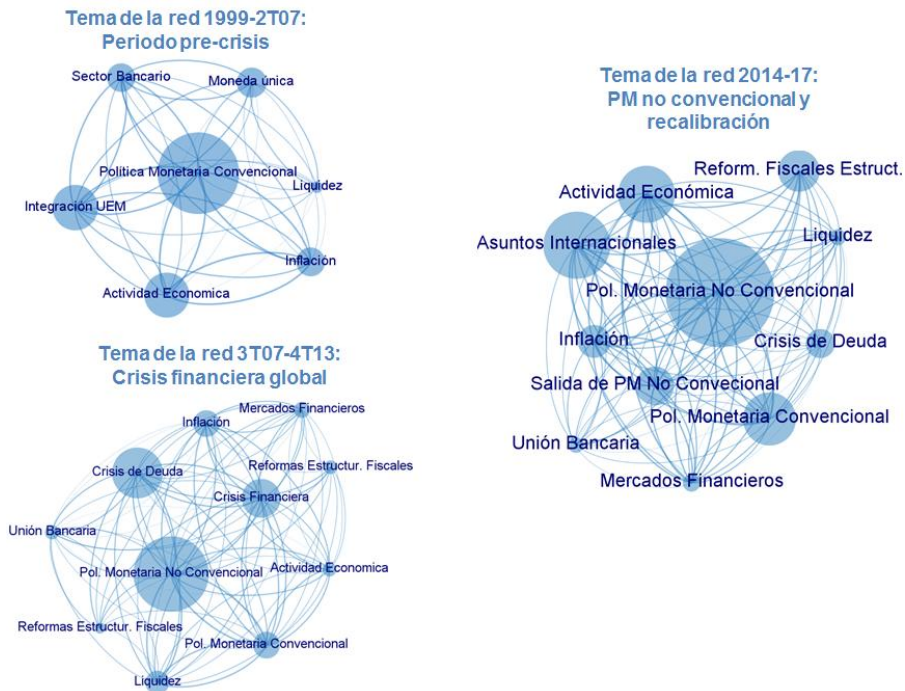 Tema de la red 1999-2T07:
Periodo pre-crisis
Sector Bancario
Moneda única
Política Monetaria Convencional
Liquidez
Integración UEM
Inflación
Actividad Economica
Tema de la red 3T07-4T13:
Crisis financiera global
Mercados Financieros
Inflación
Crisis de Deuda
Reformas Estructur. Fiscales
Crisis Financiera
Unión Bancaria
Pol. Monetaria No Convencional
Actividad Economica
Reformas Estructur. Fiscales
Pol. Monetaria Convencional
Liquidez
Tema de la red 2014-17:
PM no convencional y
recalibración
Reform. Fiscales Estruct.
Actividad Económica
Liquidez
Asuntos Internacionales
Pol. Monetaria No Convencional
Inflación
Crisis de Deuda
Salida de PM No Convecional
Pol. Monetaria Convencional
Unión Bancaria
Mercados Financieros